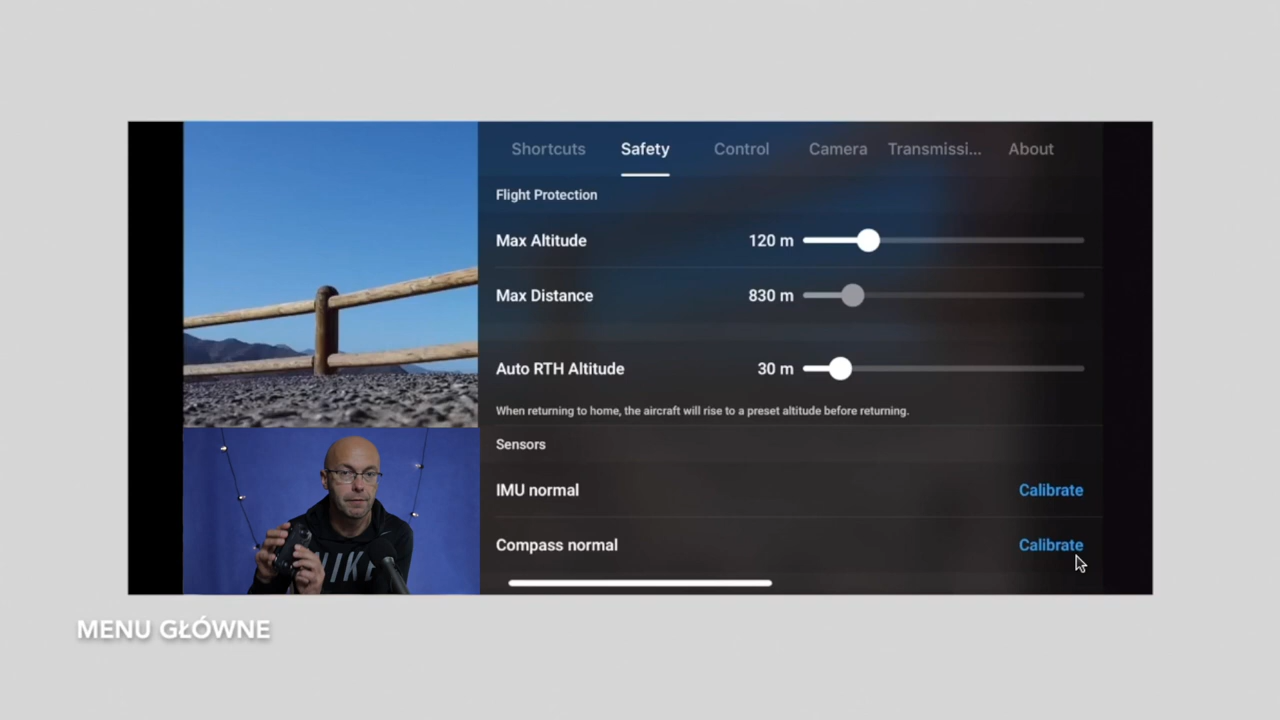 Shortcuts Safety Control Camera Transmissi... About
Flight Protection
Max Altitude 120 m
Max Distance 830 m
Auto RTH Altitude 30 m
When returning to home, the aircraft will rise to a preset altitude before returning.
Sensors
IMU normal Calibrate
Compass normal Calibrate
NIKE
MENU GŁÓWNE